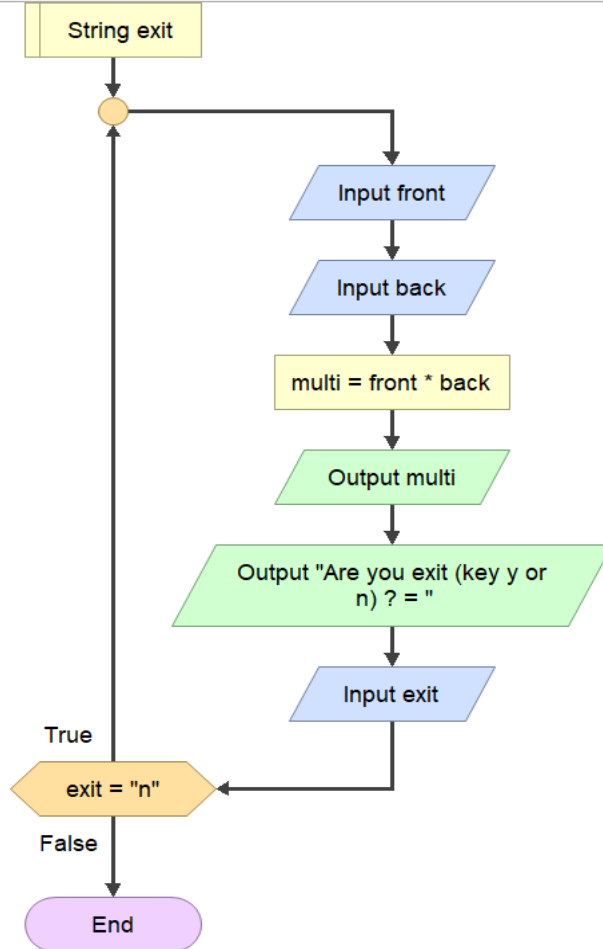 String exit
Input front
Input back
multi = front * back
Output multi
Output "Are you exit (key y or
n) ? = "
Input exit
True
exit = "n"
False
End